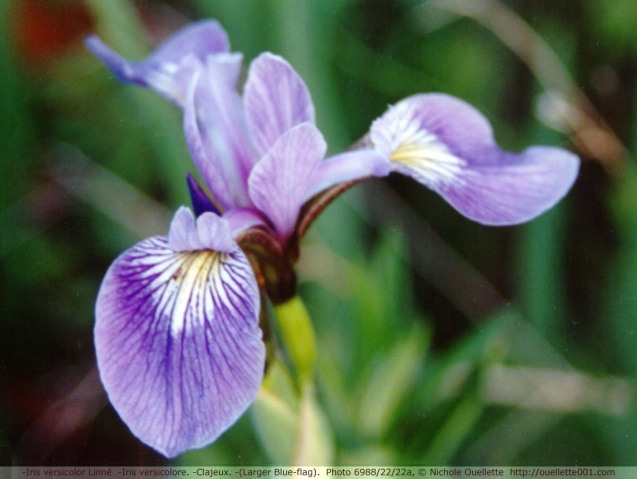 -Iris versicolor Linné -Iris versicolore. -Clajeux. -(Larger Blue-flag). Photo 6988/22/22a, © Nichole Ouellette http://ouellette001.com